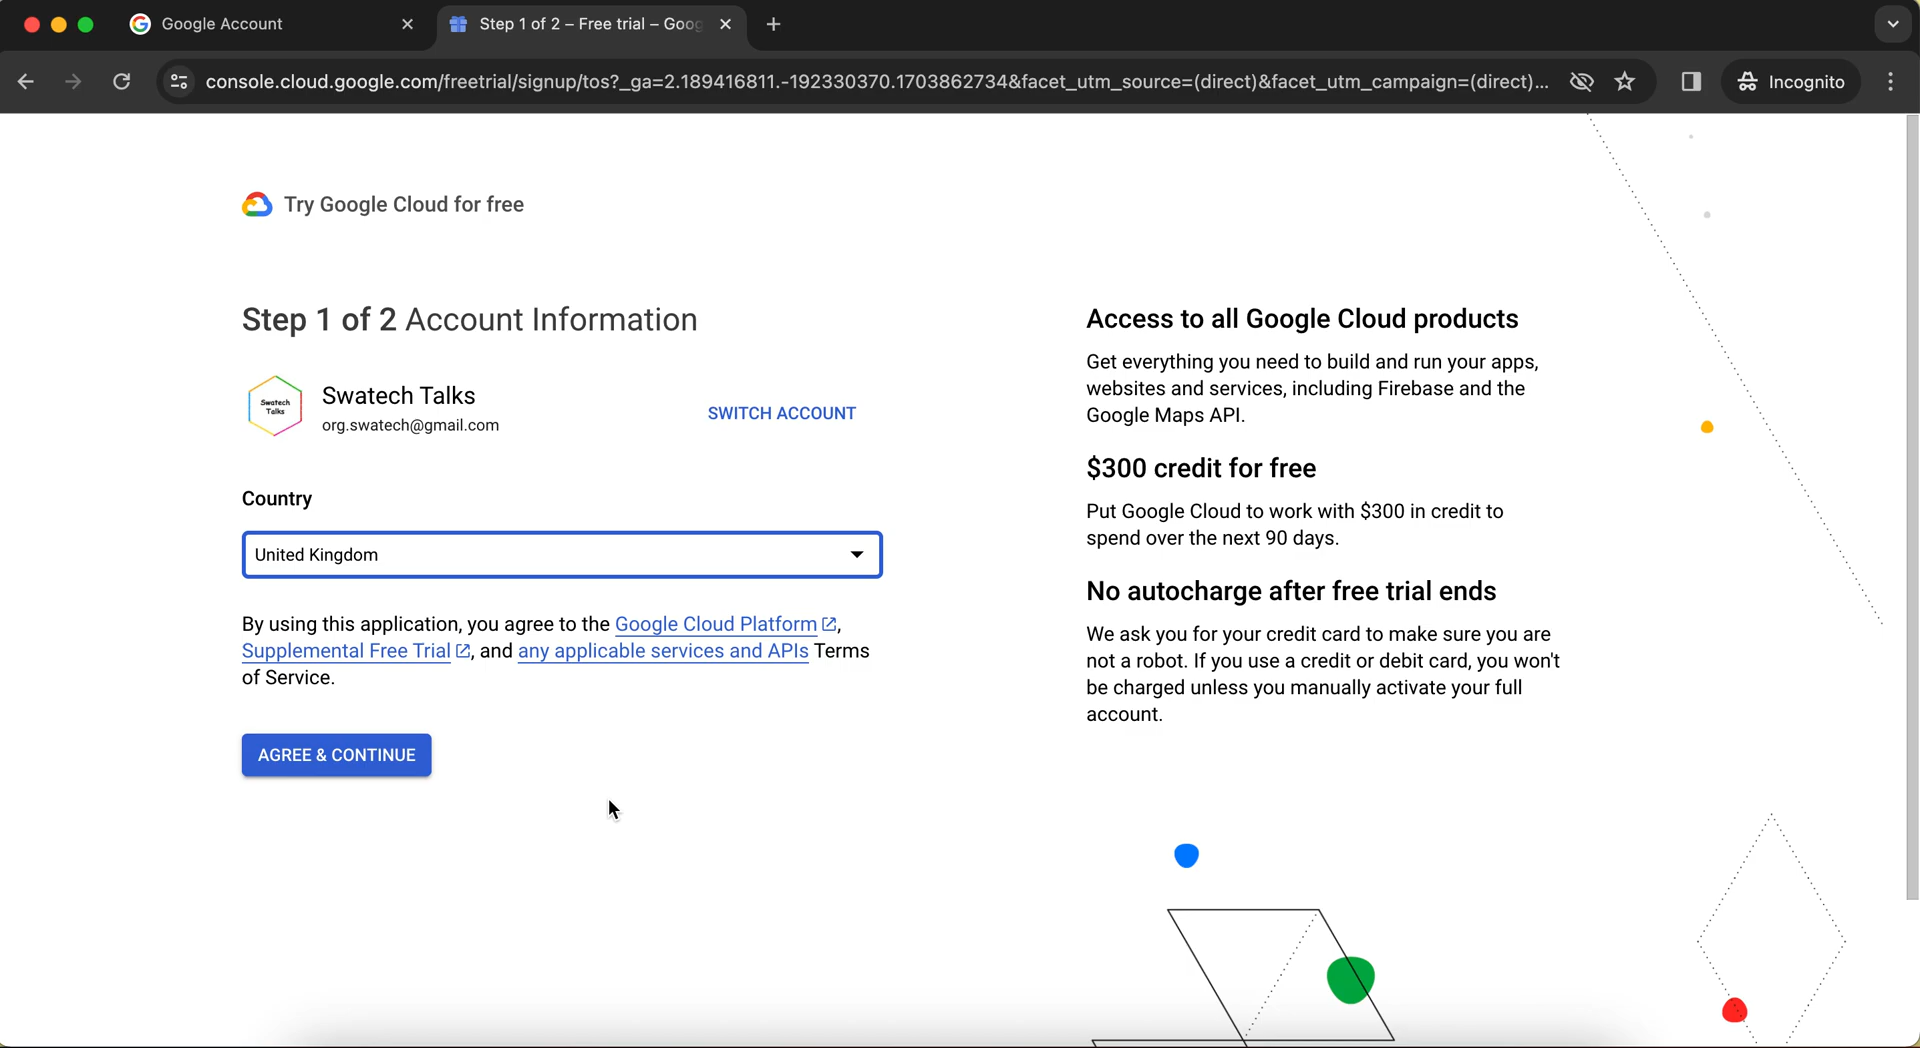 Google Account
Step 1 of 2 – Free trial – Goog
console.cloud.google.com/freetrial/signup/tos?_ga=2.189416811.-192330370.1703862734&facet_utm_source=(direct)&facet_utm_campaign=(direct)...
Incognito
Try Google Cloud for free
Step 1 of 2 Account Information
Swatech Talks
Swatech Talks
org.swatech@gmail.com
SWITCH ACCOUNT
Country
United Kingdom
By using this application, you agree to the Google Cloud Platform,
Supplemental Free Trial, and any applicable services and APIs Terms
of Service.
AGREE & CONTINUE
Access to all Google Cloud products
Get everything you need to build and run your apps,
websites and services, including Firebase and the
Google Maps API.
$300 credit for free
Put Google Cloud to work with $300 in credit to
spend over the next 90 days.
No autocharge after free trial ends
We ask you for your credit card to make sure you are
not a robot. If you use a credit or debit card, you won't
be charged unless you manually activate your full
account.